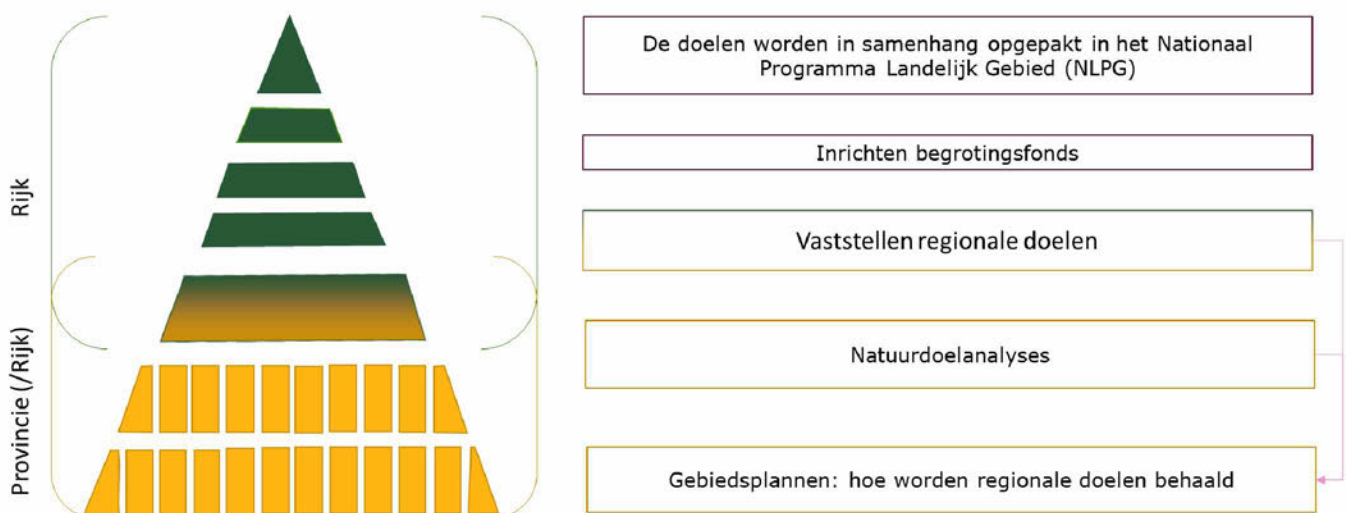 Rijk
Provincie (/Rijk)
De doelen worden in samenhang opgepakt in het Nationaal
Programma Landelijk Gebied (NLPG)
Inrichten begrotingsfonds
Vaststellen regionale doelen
Natuurdoelanalyses
Gebiedsplannen: hoe worden regionale doelen behaald